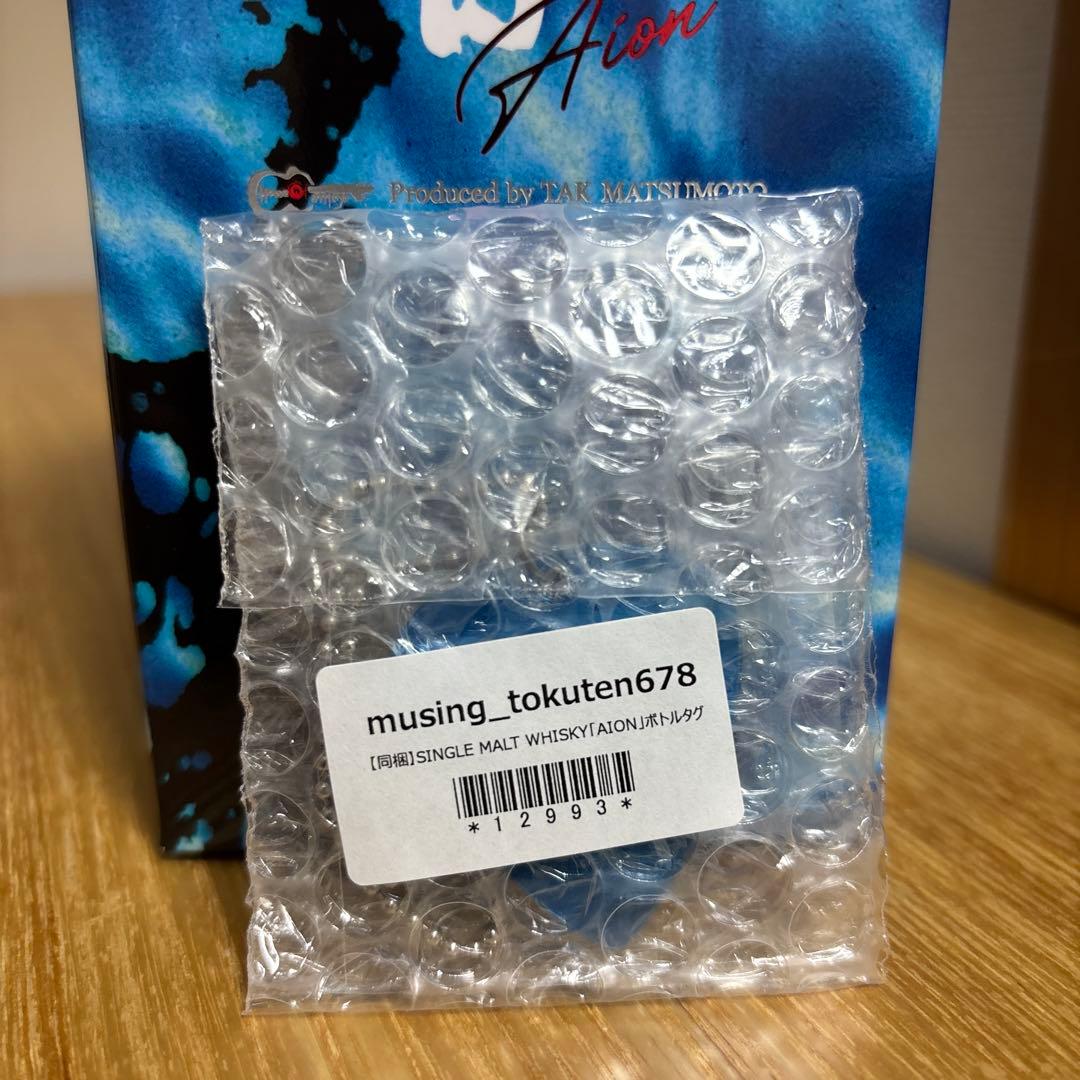 Aion
Produced by TAK MATSUMOTO
musing_tokuten678
【同梱】SINGLE MALT WHISKY「AION」ボトルタグ
*12993*